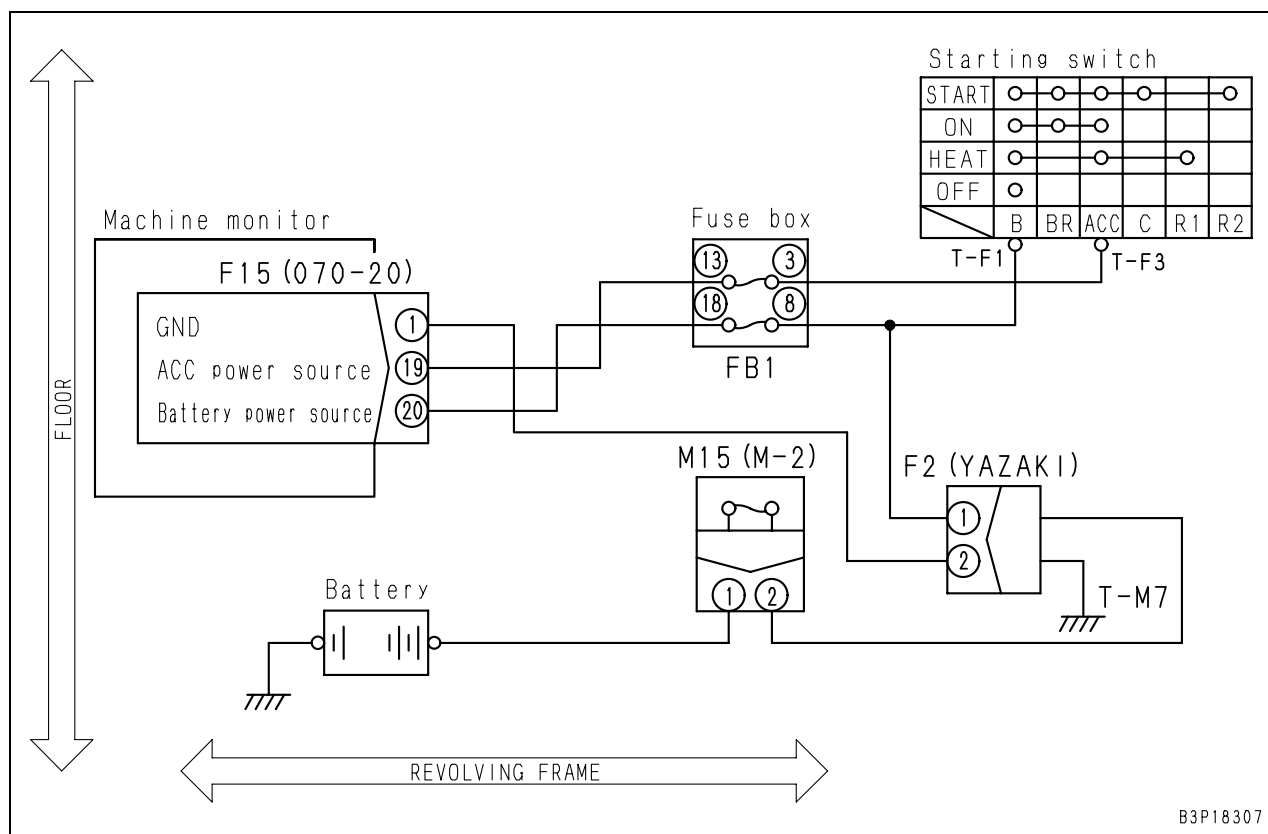 Starting switch
START
ON
HEAT
OFF
B BR ACC C R1 R2
T-F1 T-F3
Machine monitor
F15 (070-20)
GND 1
ACC power source 19
Battery power source 20
Fuse box
13 3
18 8
FB1
M15 (M-2)
1 2
F2 (YAZAKI)
1
2
T-M7
Battery
FLOOR
REVOLVING FRAME
B3P18307